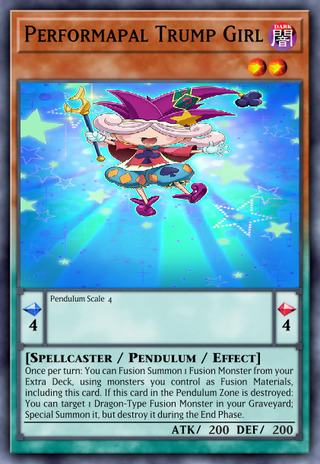 Performapal Trump Girl
DARK
闇
Pendulum Scale 4
4
4
[Spellcaster / Pendulum / Effect]
Once per turn: You can Fusion Summon 1 Fusion Monster from your
Extra Deck, using monsters you control as Fusion Materials,
including this card. If this card in the Pendulum Zone is destroyed:
You can target 1 Dragon-Type Fusion Monster in your Graveyard;
Special Summon it, but destroy it during the End Phase.
ATK/ 200 DEF/ 200